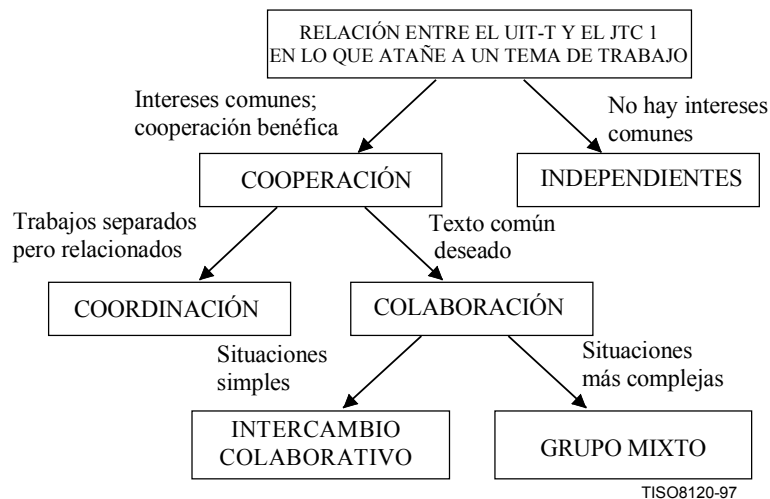 RELACIÓN ENTRE EL UIT-T Y EL JTC 1
EN LO QUE ATAÑE A UN TEMA DE TRABAJO
Intereses comunes;
cooperación benéfica
No hay intereses
comunes
COOPERACIÓN
INDEPENDIENTES
Trabajos separados
pero relacionados
Texto común
deseado
COORDINACIÓN
COLABORACIÓN
Situaciones
simples
Situaciones
más complejas
INTERCAMBIO
COLABORATIVO
GRUPO MIXTO
TISO8120-97